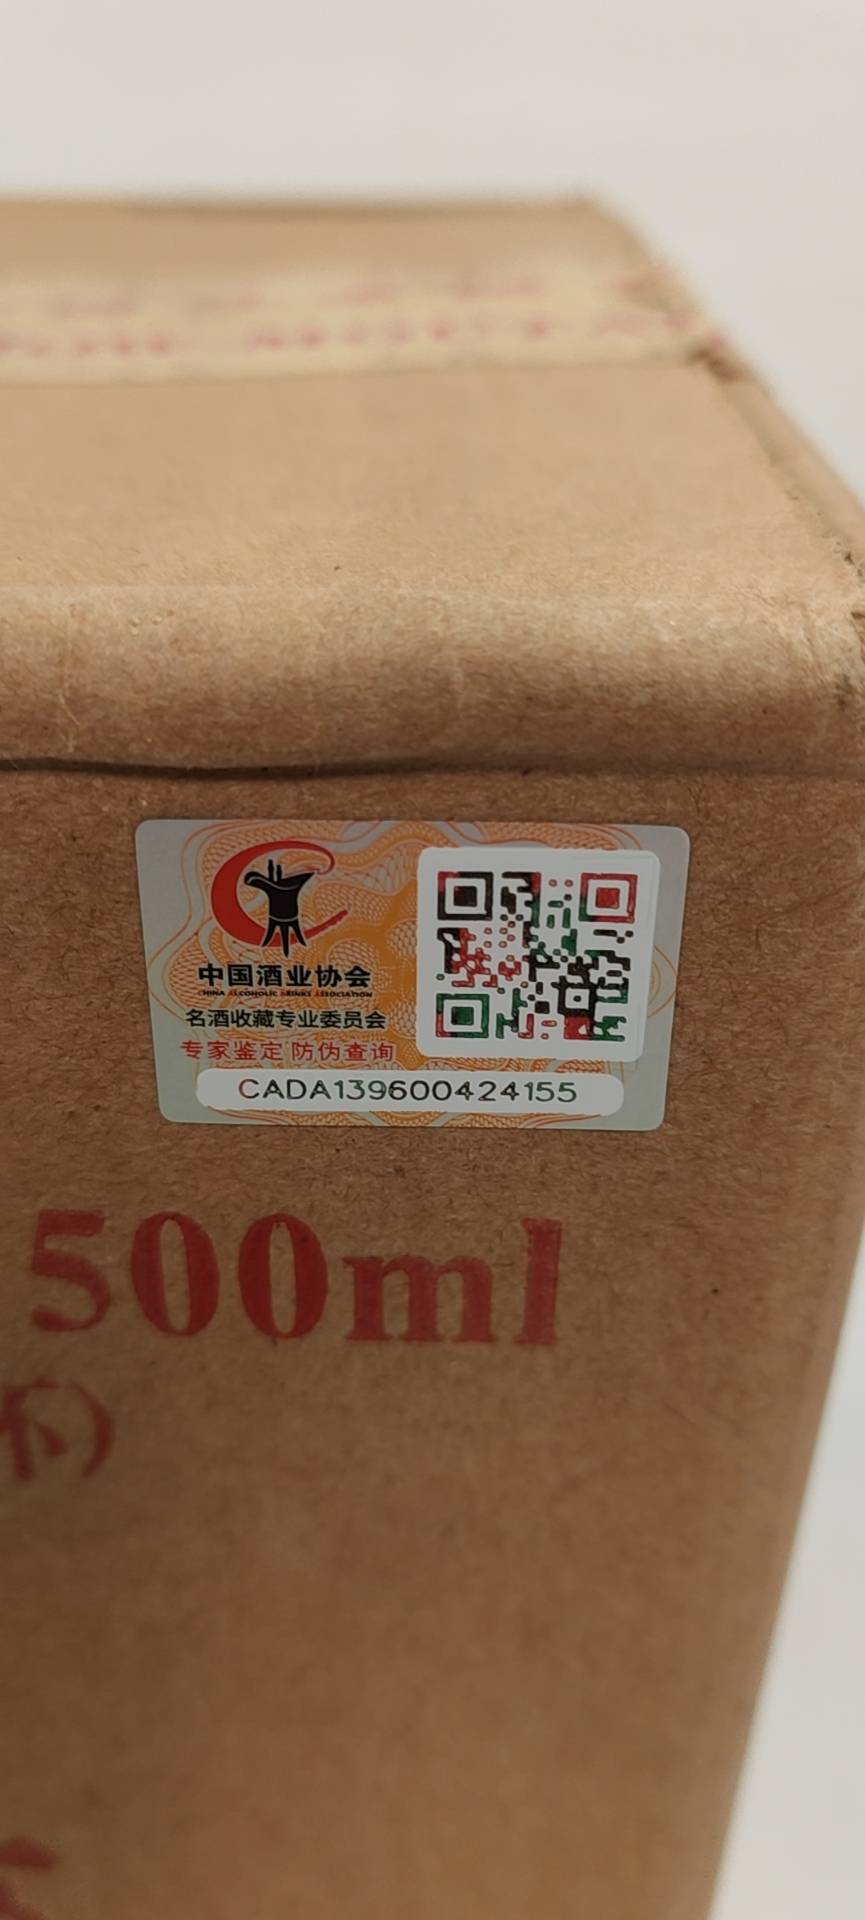 中国酒业协会
CHINA ALCOHOLIC DRINKS ASSOCIATION
名酒收藏专业委员会
专家鉴定 防伪查询
CADA139600424155
500ml
)